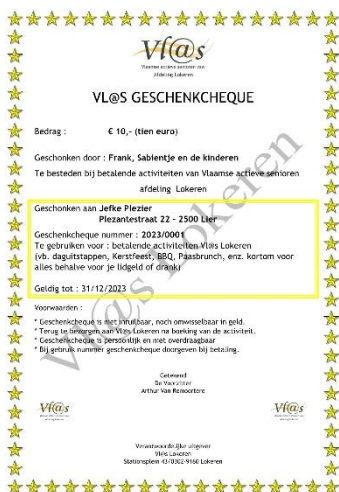 Vl@s
Vlaamse actieve senioren vzw
afdeling Lokeren
VL@S GESCHENKCHEQUE
Bedrag : € 10,- (tien euro)
Geschonken door : Frank, Sabientje en de kinderen
Te besteden bij betalende activiteiten van Vlaamse actieve senioren
afdeling Lokeren
Geschonken aan Jefke Plezier
Plezantestraat 22 - 2500 Lier
Geschenkcheque nummer : 2023/0001
Te gebruiken voor : betalende activiteiten Vl@s Lokeren
(vb. daguitstappen, Kerstfeest, BBQ, Paasbrunch, enz. kortom voor
alles behalve voor je lidgeld of drank)
Geldig tot : 31/12/2023
Voorwaarden :
* Geschenkcheque is niet inruilbaar, noch omwisselbaar in geld.
* Terug te bezorgen aan Vl@s Lokeren na boeking van de activiteit.
* Geschenkcheque is persoonlijk en niet overdraagbaar
* Bij gebruik nummer geschenkcheque doorgeven bij betaling.
Getekend
De Voorzitter
Arthur Van Remoortere
Vl@s
Vl@s
Verantwoordelijke uitgever
Vl@s Lokeren
Stationsplein 43/0302-9160 Lokeren
Vl@s Lokeren